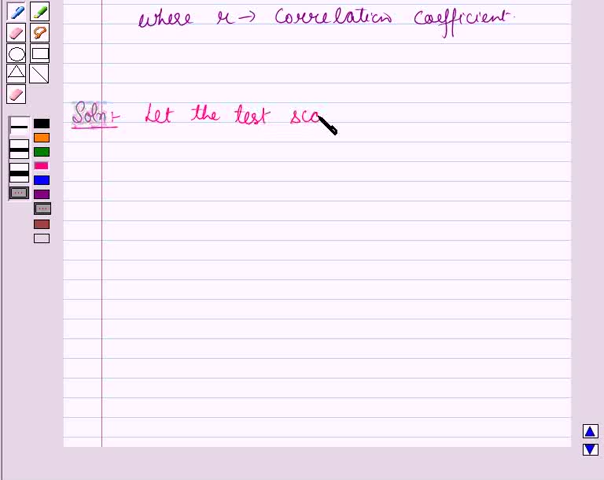 where r → Correlation coefficient.
Soln:- Let the test sco